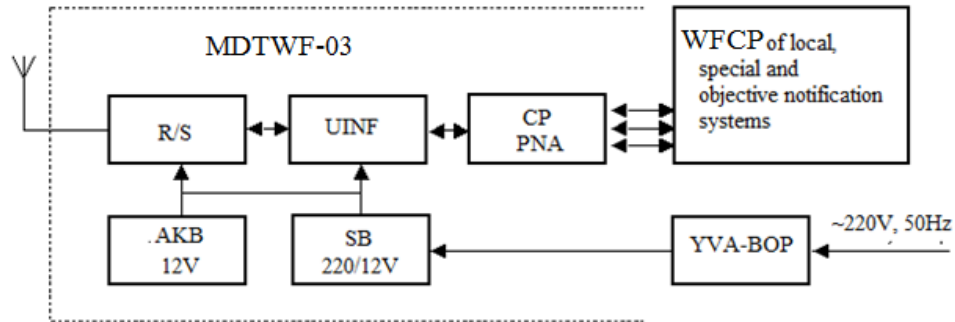 MDTWF-03
WFCP of local,
special and
objective notification
systems
R/S
UINF
CP
PNA
.AKB
12V
SB
220/12V
YVA-BOP
~220V, 50Hz